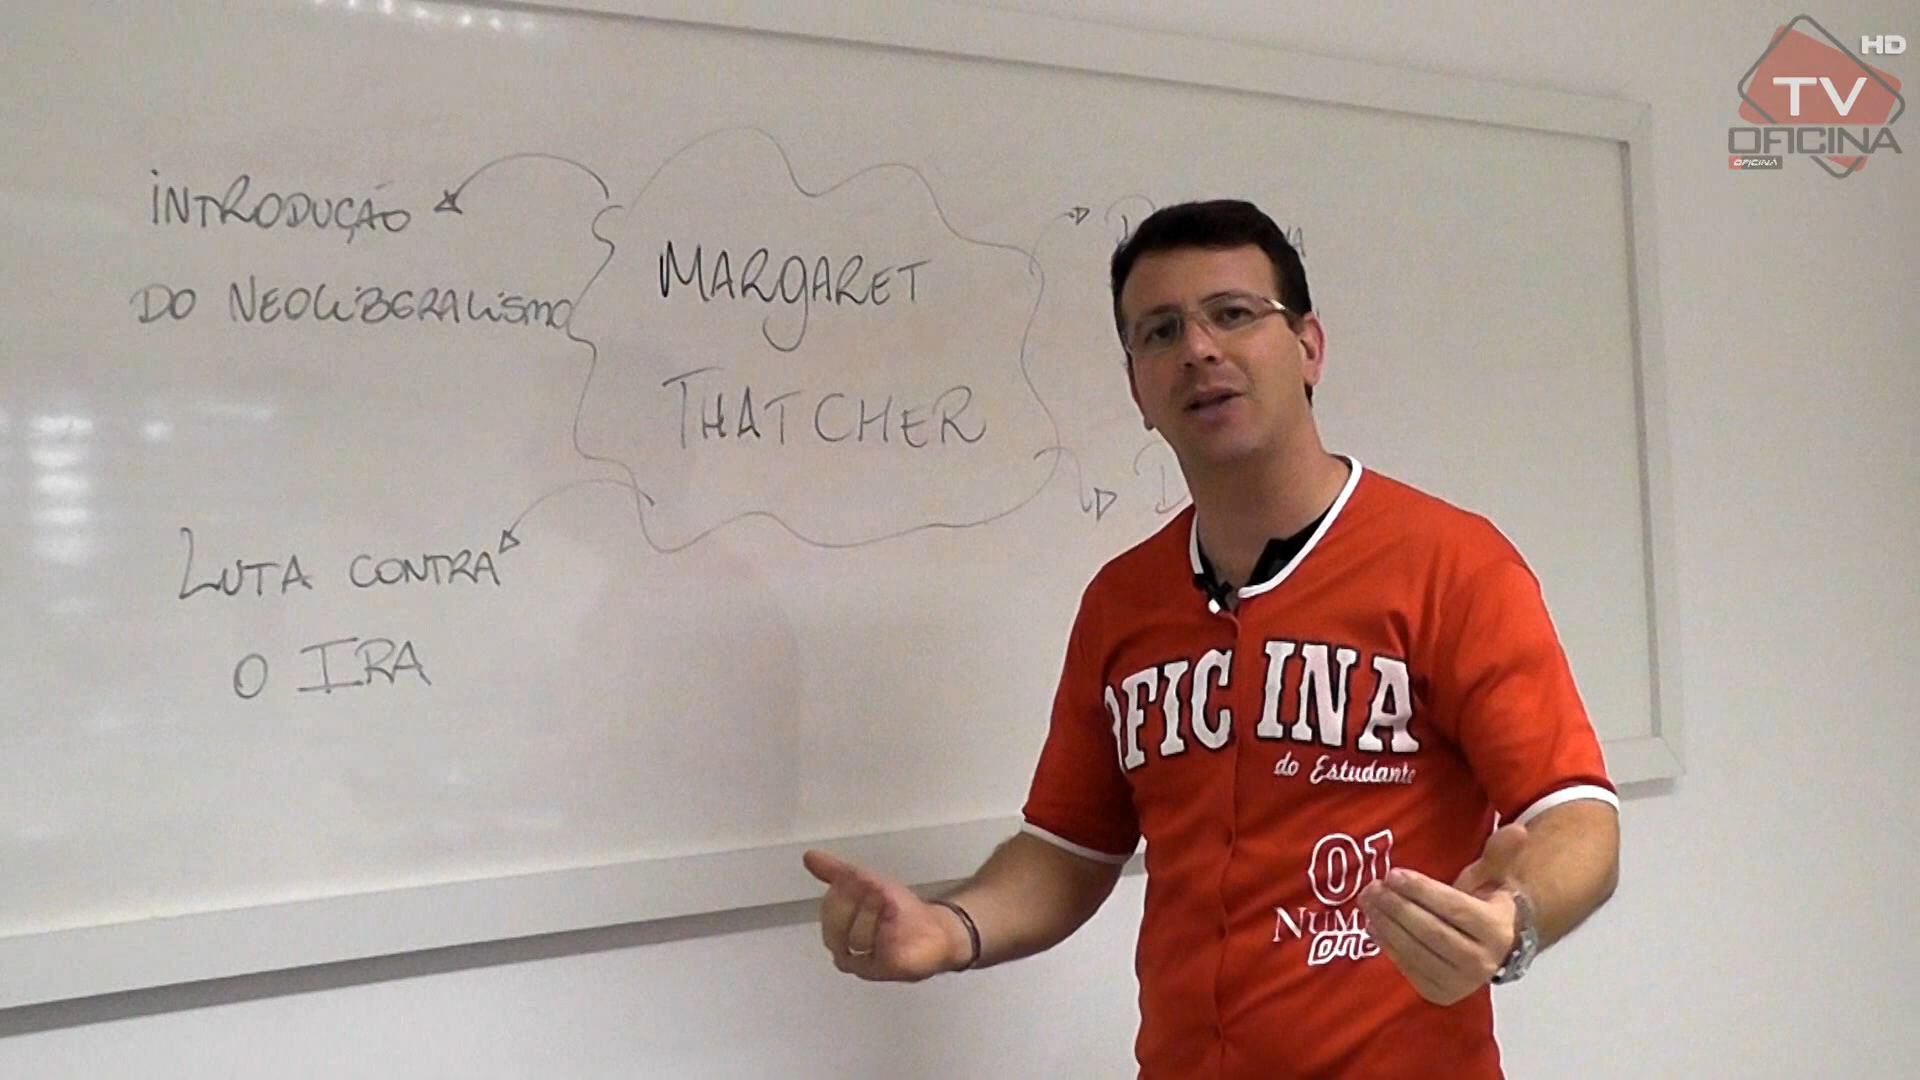 HD
TV
OFICINA
OFICINA
INTRODUÇÃO
DO NEOLIBERALISMO
MARGARET
THATCHER
LUTA CONTRA
O IRA
OFICINA
do Estudante
01